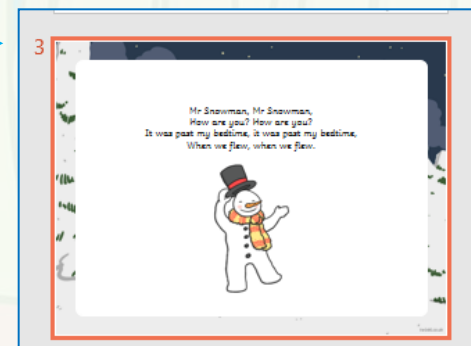 3
Mr Snowman, Mr Snowman,
How are you? How are you?
It was past my bedtime, it was past my bedtime,
When we flew, when we flew.